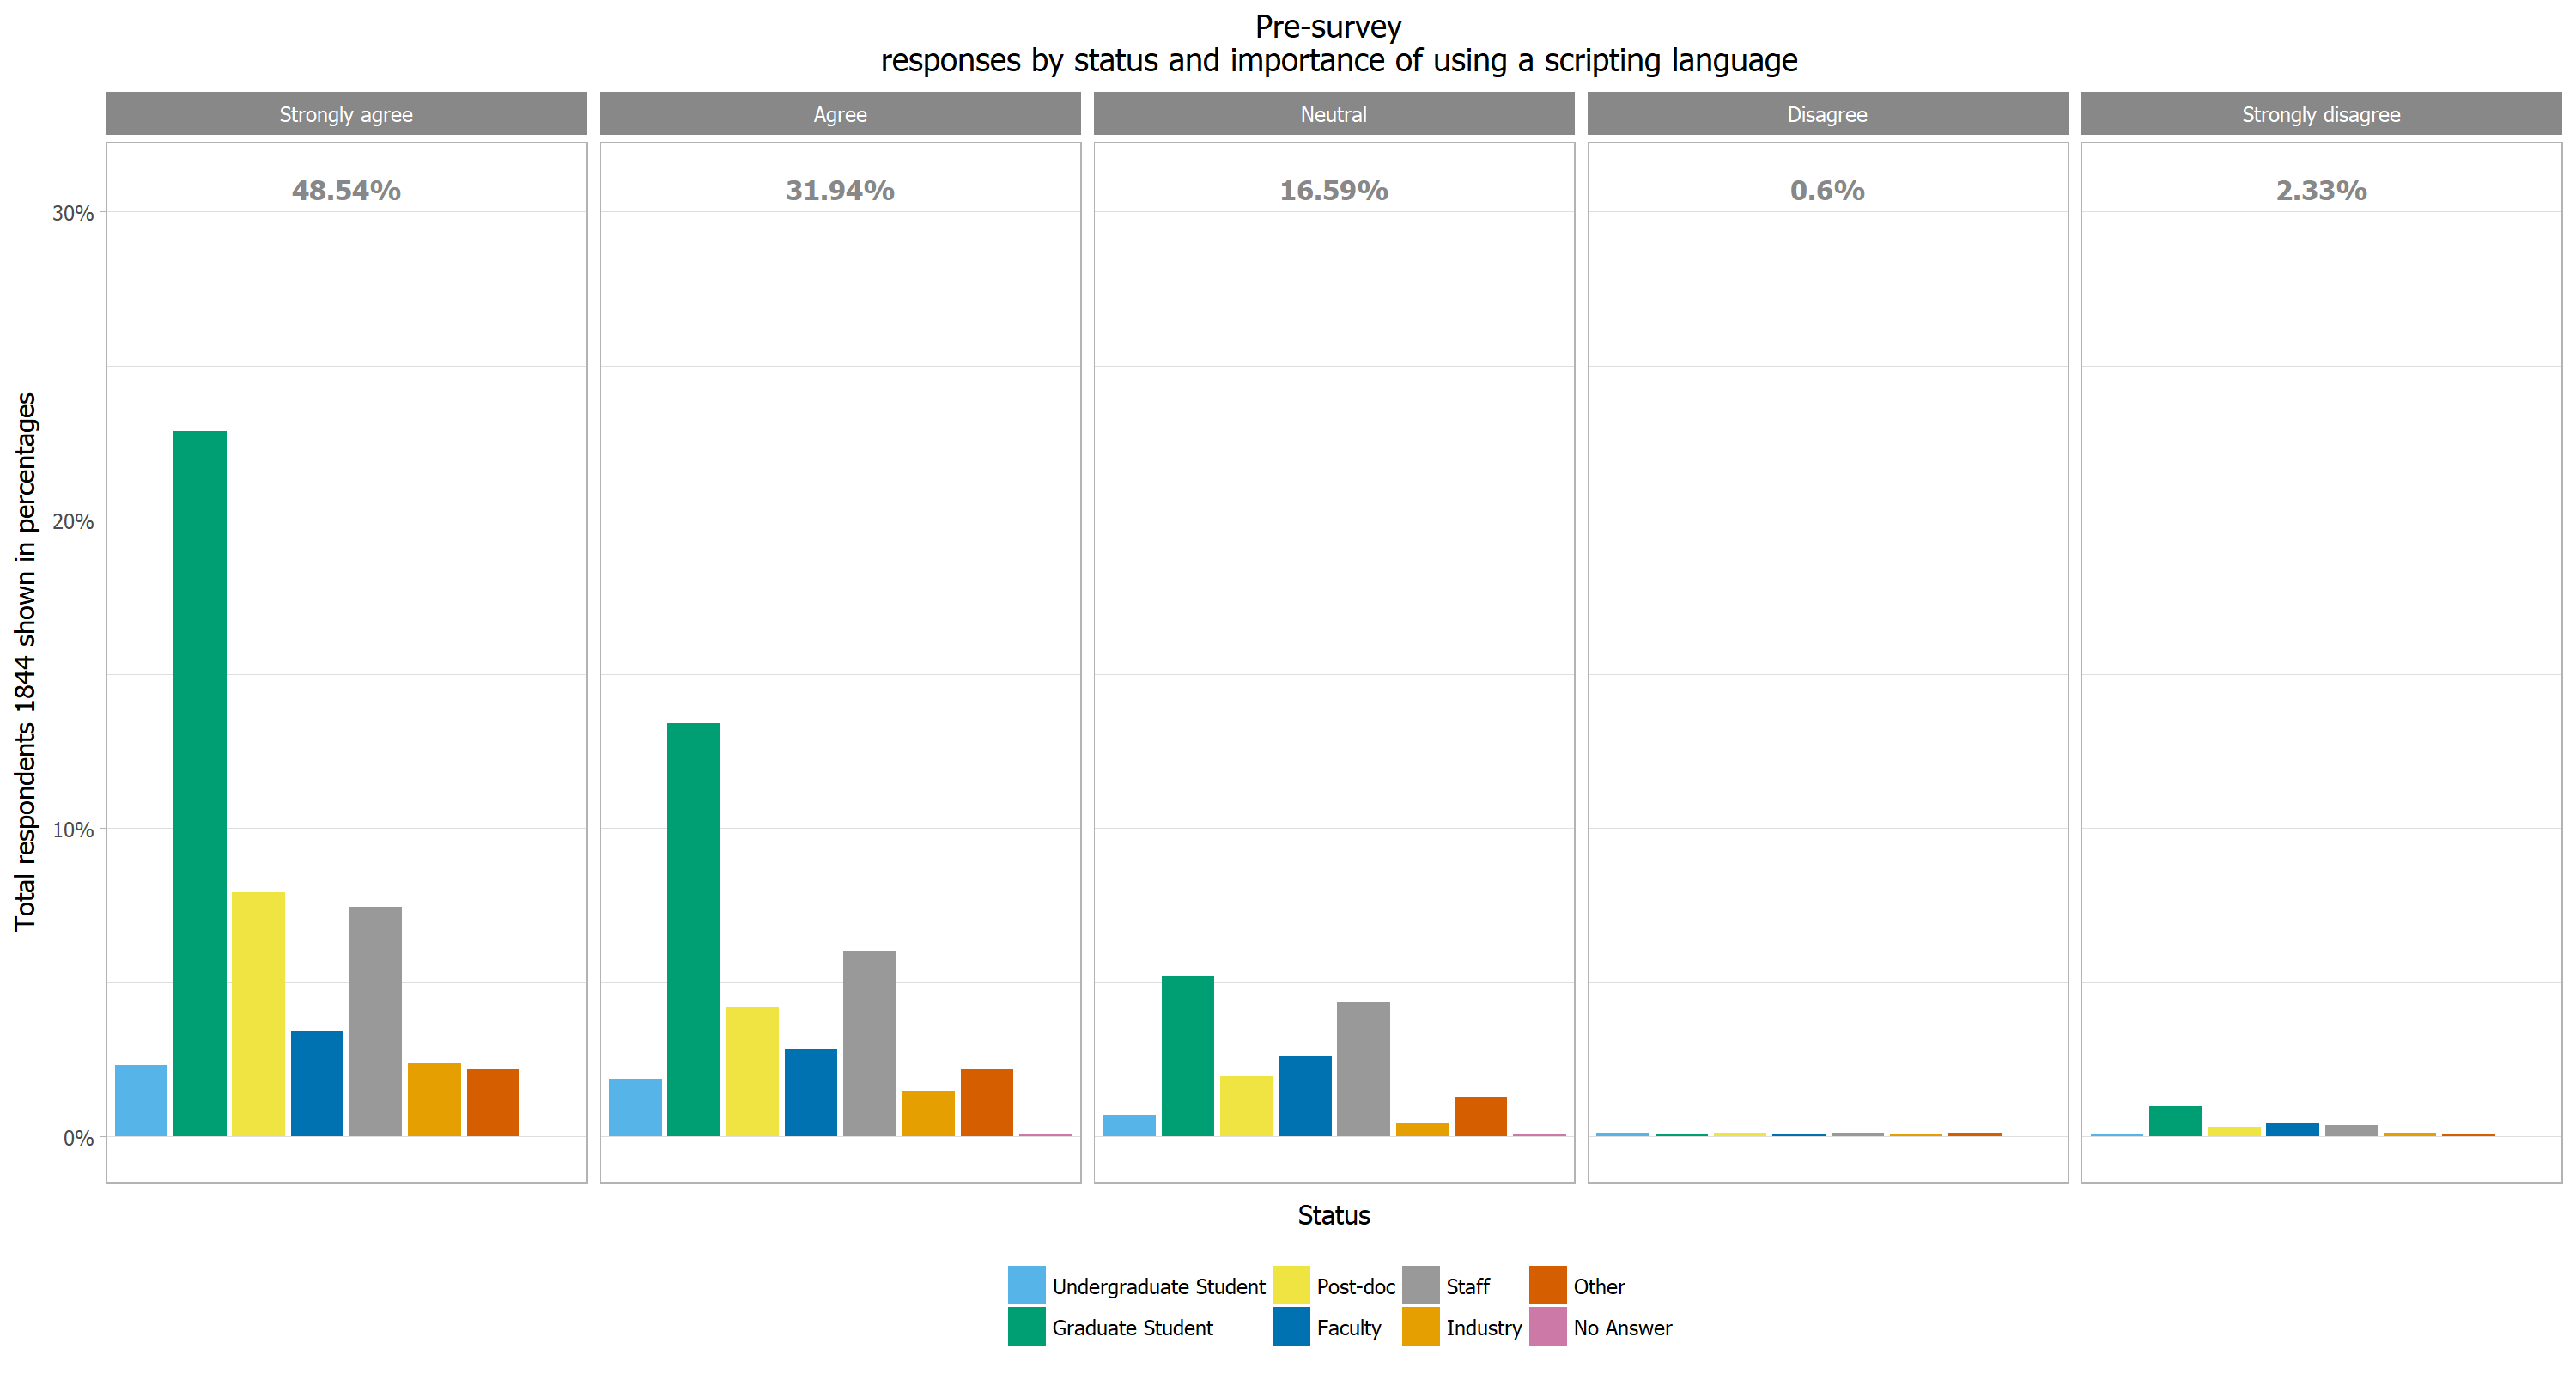 Pre-survey
responses by status and importance of using a scripting language
Strongly agree
Agree
Neutral
Disagree
Strongly disagree
48.54%
31.94%
16.59%
0.6%
2.33%
Total respondents 1844 shown in percentages
30%
20%
10%
0%
Status
Undergraduate Student
Post-doc
Staff
Other
Graduate Student
Faculty
Industry
No Answer